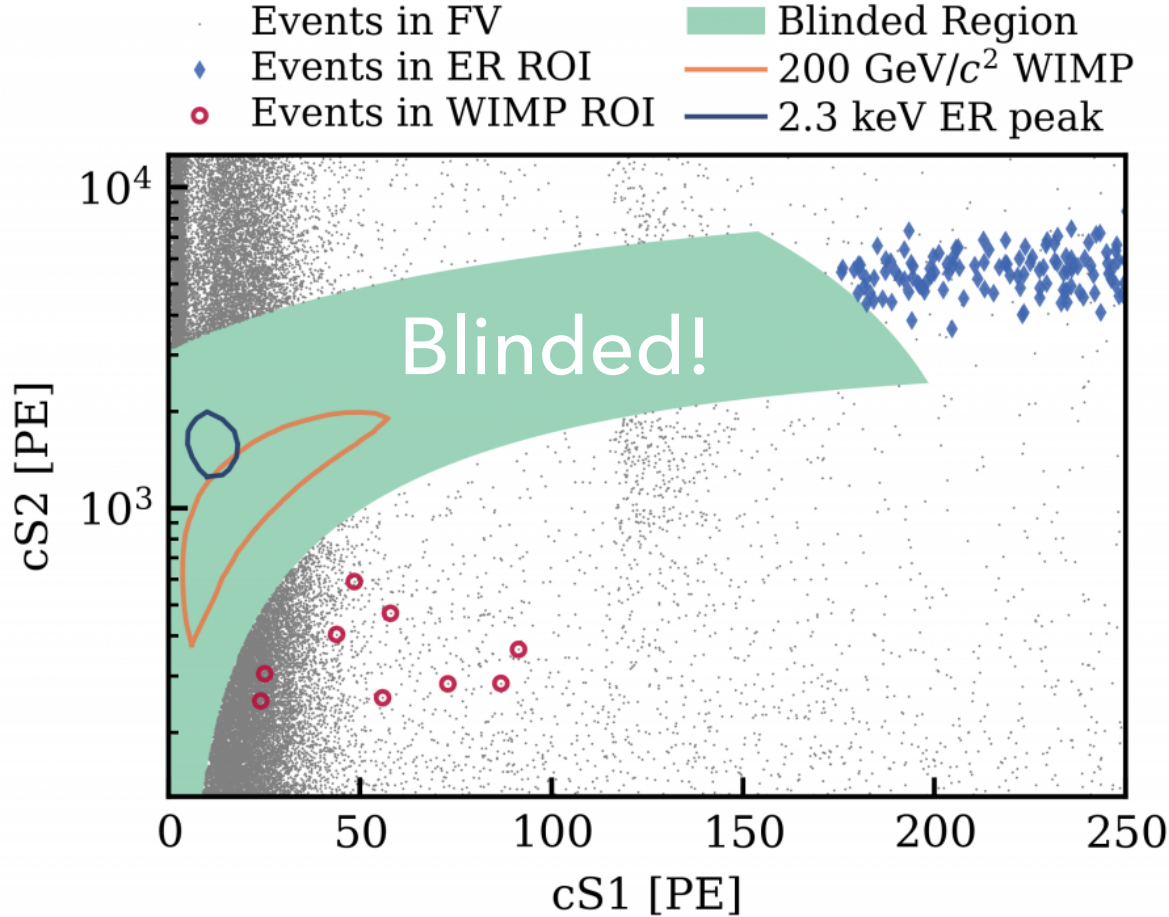 Events in FV
Events in ER ROI
Events in WIMP ROI
Blinded Region
200 GeV/c² WIMP
2.3 keV ER peak
10⁴
10³
cS2 [PE]
Blinded!
0 50 100 150 200 250
cS1 [PE]